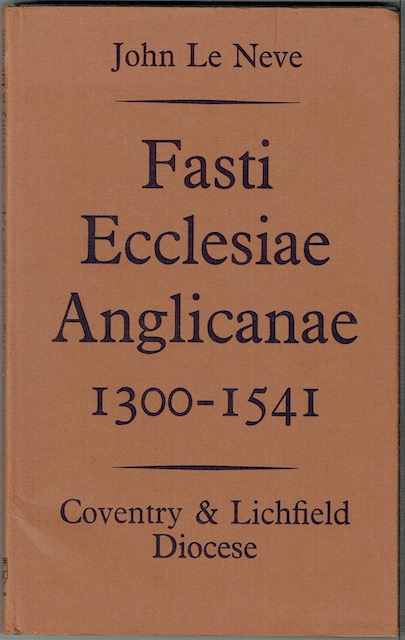 John Le Neve
Fasti
Ecclesiae
Anglicanae
1300-1541
Coventry & Lichfield
Diocese